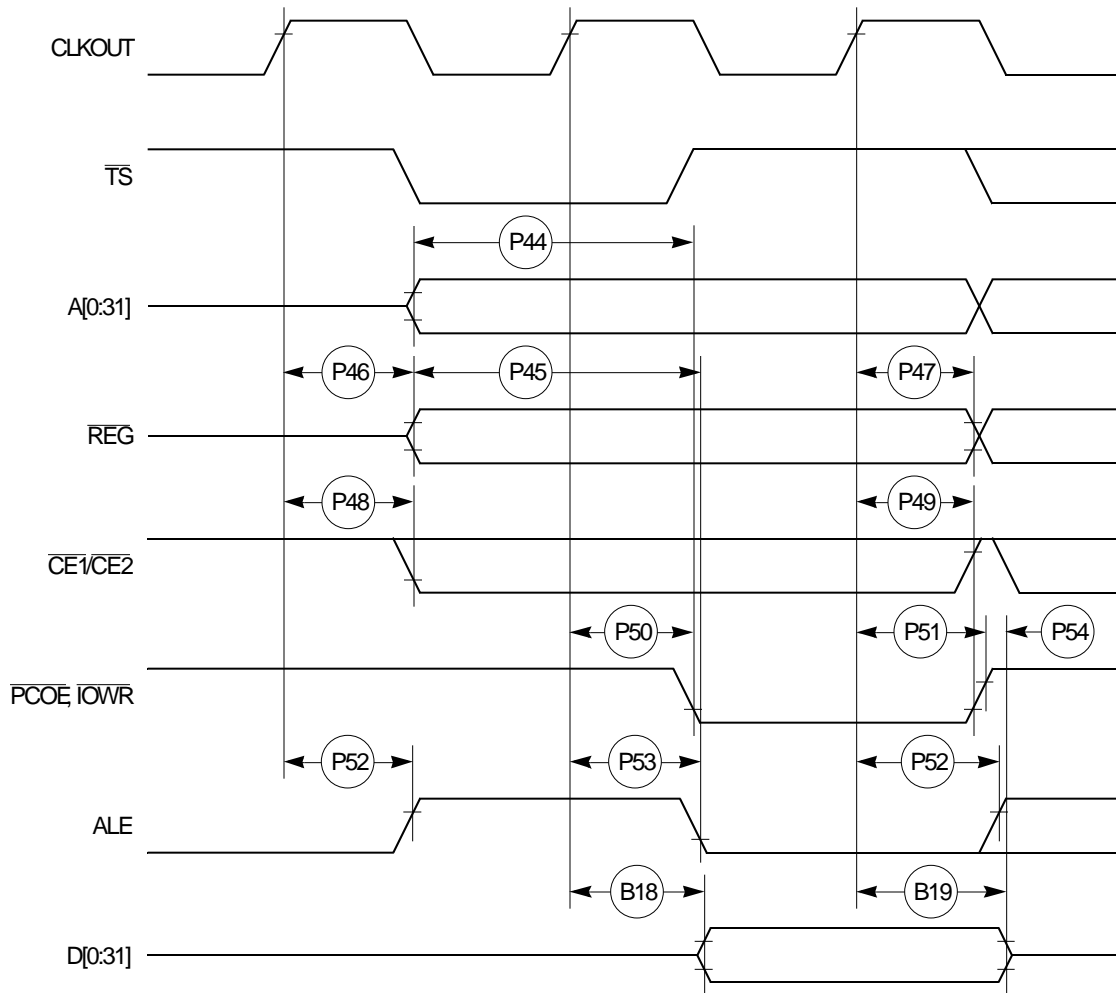 CLKOUT
TS
P44
A[0:31]
P46 P45 P47
REG
P48 P49
CE1/CE2
P50 P51 P54
PCOE, IOWR
P52 P53 P52
ALE
B18 B19
D[0:31]